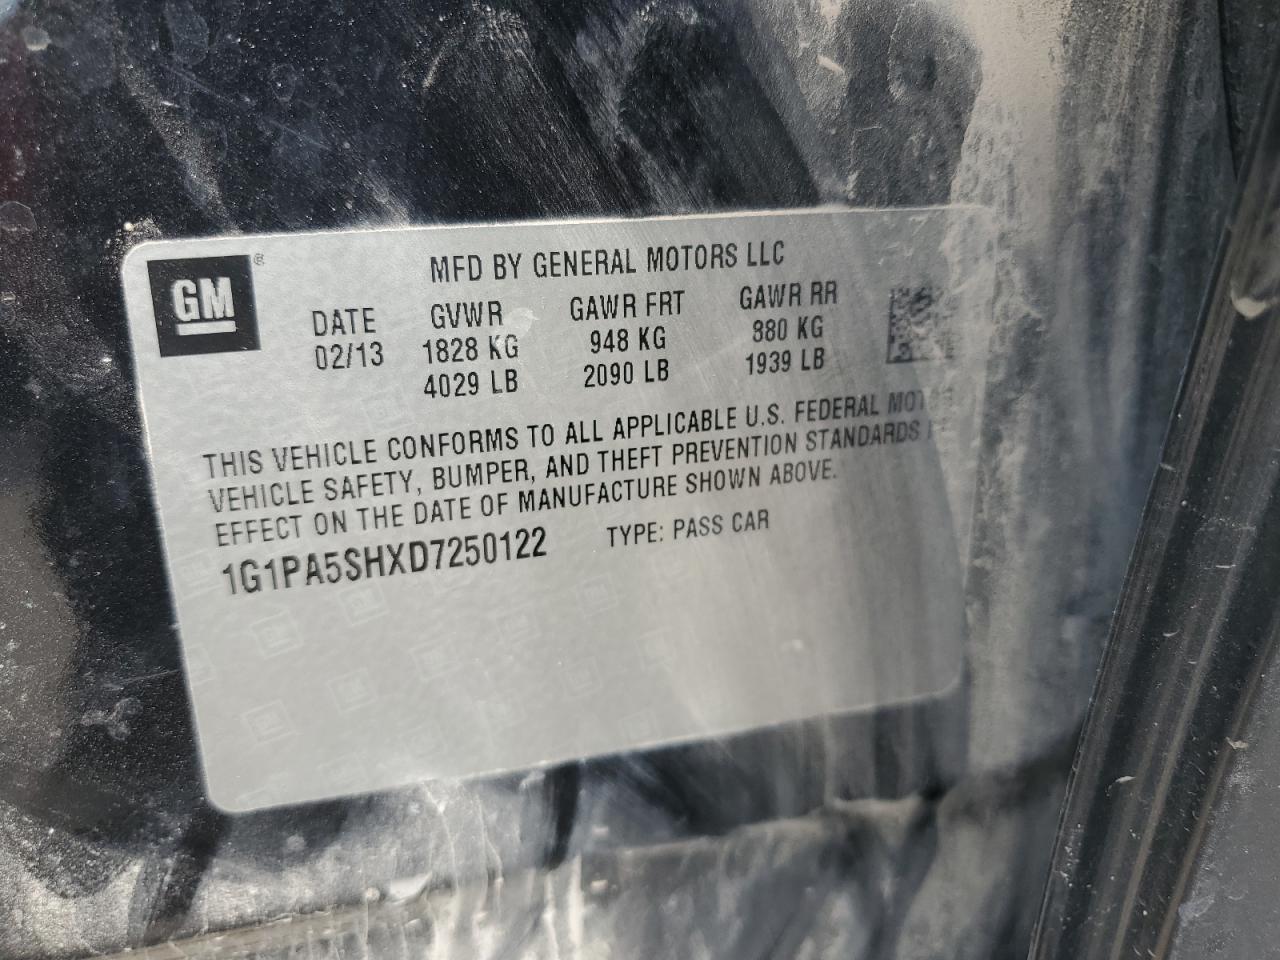 GM ®
MFD BY GENERAL MOTORS LLC
DATE GVWR GAWR FRT GAWR RR
02/13 1828 KG 948 KG 880 KG
4029 LB 2090 LB 1939 LB
THIS VEHICLE CONFORMS TO ALL APPLICABLE U.S. FEDERAL
VEHICLE SAFETY, BUMPER, AND THEFT PREVENTION STANDARDS
EFFECT ON THE DATE OF MANUFACTURE SHOWN ABOVE.
1G1PA5SHXD7250122 TYPE: PASS CAR